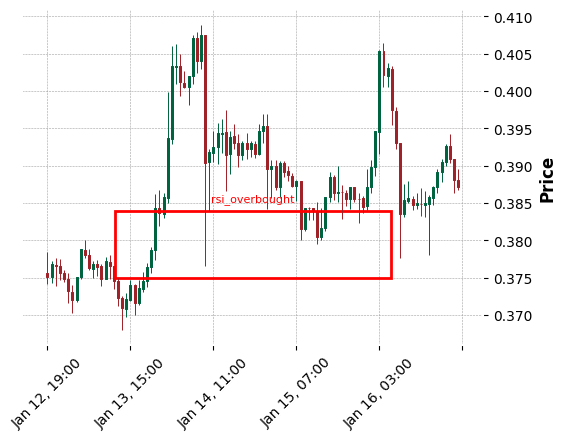 0.410
0.405
0.400
0.395
0.390
0.385
0.380
0.375
0.370
Price
rsi_overbought
Jan 12, 19:00
Jan 13, 15:00
Jan 14, 11:00
Jan 15, 07:00
Jan 16, 03:00